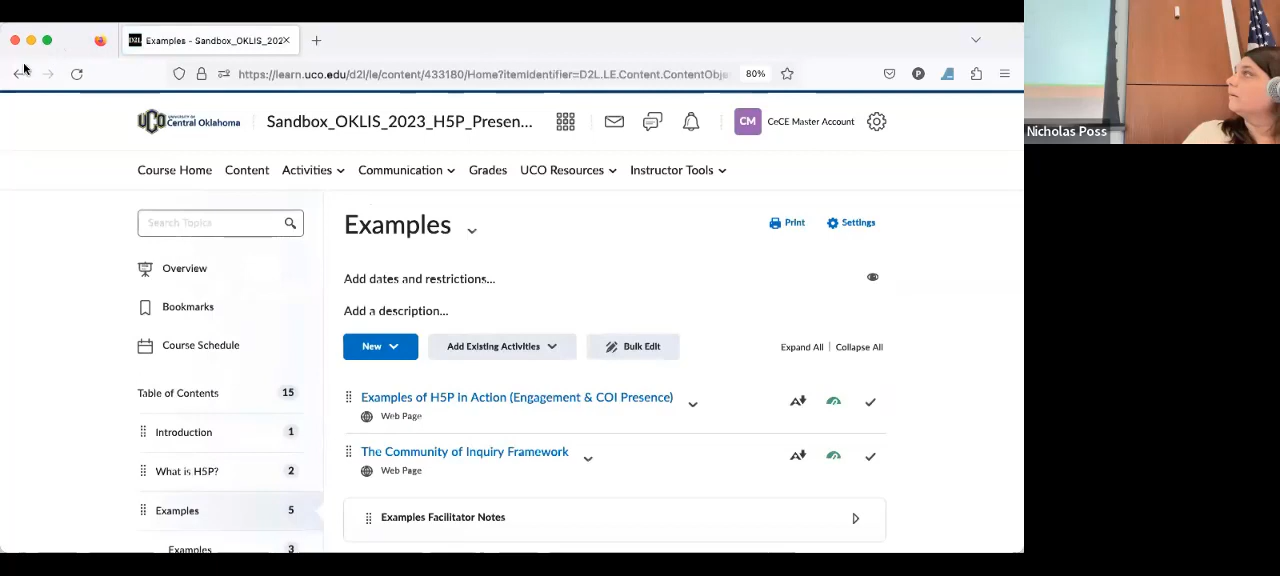 Examples - Sandbox_OKLIS_202
https://learn.uco.edu/d2l/le/content/433180/Home?itemIdentifier=D2L.LE.Content.ContentObje
80%
UCO
Central Oklahoma
Sandbox_OKLIS_2023_H5P_Presen...
CM
CeCE Master Account
Course Home
Content
Activities
Communication
Grades
UCO Resources
Instructor Tools
Search Topics
Overview
Bookmarks
Course Schedule
Table of Contents 15
Introduction 1
What is H5P? 2
Examples 5
Examples 3
Examples
Print
Settings
Add dates and restrictions...
Add a description...
New
Add Existing Activities
Bulk Edit
Expand All | Collapse All
Examples of H5P in Action (Engagement & COI Presence)
Web Page
The Community of Inquiry Framework
Web Page
Examples Facilitator Notes
Nicholas Poss